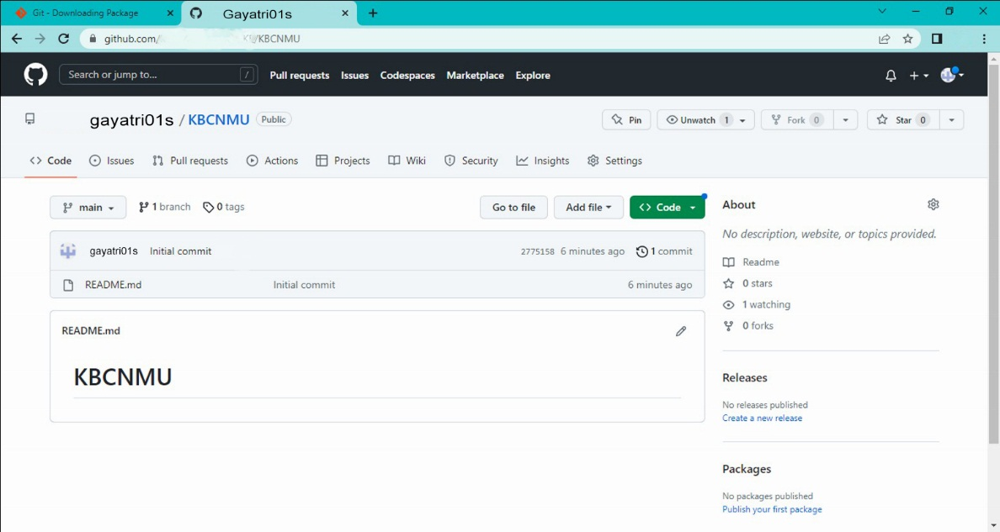 Git - Downloading Package
Gayatri01s
github.com/
/KBCNMU
Search or jump to...
/
Pull requests Issues Codespaces Marketplace Explore
gayatri01s / KBCNMU Public
Pin
Unwatch 1
Fork 0
Star 0
Code Issues Pull requests Actions Projects Wiki Security Insights Settings
main 1 branch 0 tags Go to file Add file Code
gayatri01s Initial commit 2775158 6 minutes ago 1 commit
README.md Initial commit 6 minutes ago
README.md
KBCNMU
About
No description, website, or topics provided.
Readme
0 stars
1 watching
0 forks
Releases
No releases published
Create a new release
Packages
No packages published
Publish your first package